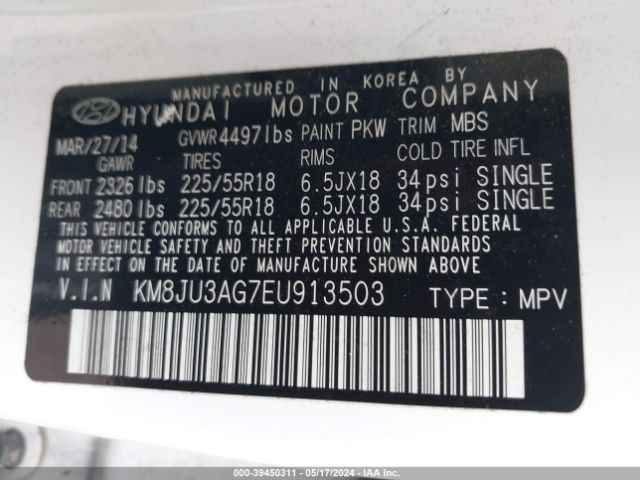 MANUFACTURED IN KOREA BY
HYUNDAI MOTOR COMPANY
MAR/27/14 GVWR 4497lbs PAINT PKW TRIM MBS
GAWR TIRES RIMS COLD TIRE INFL
FRONT 2326 lbs 225/55R18 6.5JX18 34psi SINGLE
REAR 2480 lbs 225/55R18 6.5JX18 34psi SINGLE
THIS VEHICLE CONFORMS TO ALL APPLICABLE U.S.A. FEDERAL
MOTOR VEHICLE SAFETY AND THEFT PREVENTION STANDARDS
IN EFFECT ON THE DATE OF MANUFACTURE SHOWN ABOVE
V.I.N KM8JU3AG7EU913503 TYPE : MPV
000-39450311 - 05/17/2024 - IAAI.COM